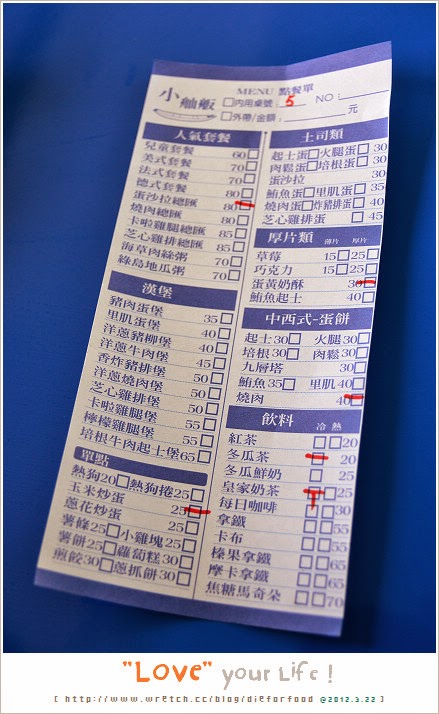 小舢舨
MENU 點餐單
□內用桌號: 5 NO:
□外帶/金額: 元
人氣套餐
兒童套餐 60□
美式套餐 70□
法式套餐 70□
德式套餐 80□
蛋沙拉總匯 80□
燒肉總匯 80□
卡啦雞腿總匯 85□
芝心雞排總匯 85□
海草肉絲粥 70□
綠島地瓜粥 70□
漢堡
豬肉蛋堡 35□
里肌蛋堡 40□
洋蔥豬柳堡 40□
洋蔥牛肉堡 45□
香炸豬排堡 50□
洋蔥燒肉堡 50□
芝心雞排堡 50□
卡啦雞腿堡 55□
檸檬雞腿堡 55□
培根牛肉起士堡65□
單點
熱狗20□熱狗捲25□
玉米炒蛋 25□
蔥花炒蛋 25□
薯條25□小雞塊25□
薯餅25□蘿蔔糕30□
煎餃30□蔥抓餅30□
土司類
起士蛋□火腿蛋□ 30
肉鬆蛋□培根蛋□ 30
蛋沙拉 30□
鮪魚蛋□里肌蛋□ 35
燒肉蛋□炸豬排蛋□ 40
芝心雞排蛋 □ 45
厚片類 薄片 厚片
草莓 15□25□
巧克力 15□25□
蛋黃奶酥 30□
鮪魚起士 40□
中西式-蛋餅
起士30□ 火腿30□
培根30□ 肉鬆30□
九層塔 30□
鮪魚35□ 里肌40□
燒肉 40□
飲料 冷 熱
紅茶 □□20
冬瓜茶 □ 20
冬瓜鮮奶 □ 25
皇家奶茶 □□25
每日咖啡 □□30
拿鐵 □□55
卡布 □□55
榛果拿鐵 □□65
摩卡拿鐵 □□65
焦糖馬奇朵 □□70
"Love" your Life !
[ http://www.wretch.cc/blog/dieforfood @2012.3.22 ]